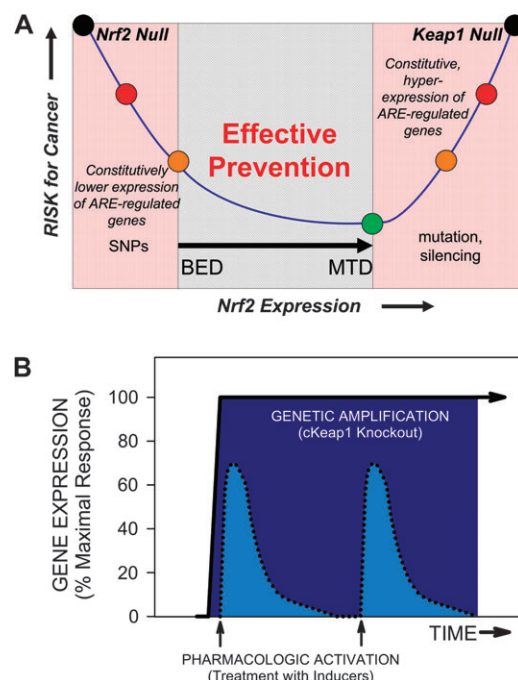 A
Nrf2 Null
Keap1 Null
Constitutive,
hyper-
expression of
ARE-regulated
genes
Effective
Prevention
Constitutively
lower expression
of ARE-regulated
genes
SNPs
mutation,
silencing
BED
MTD
RISK for Cancer
Nrf2 Expression
B
GENE EXPRESSION
(% Maximal Response)
100
80
60
40
20
0
GENETIC AMPLIFICATION
(cKeap1 Knockout)
TIME
PHARMACOLOGIC ACTIVATION
(Treatment with Inducers)